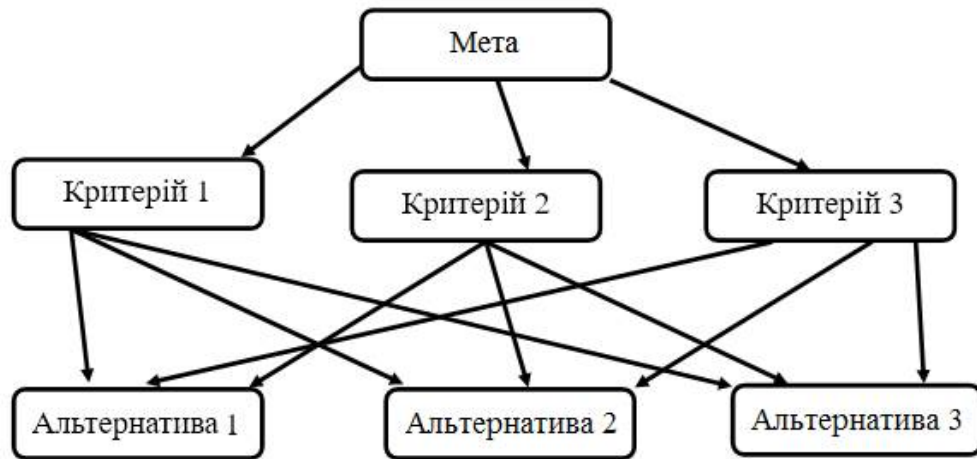 Мета
Критерій 1
Критерій 2
Критерій 3
Альтернатива 1
Альтернатива 2
Альтернатива 3